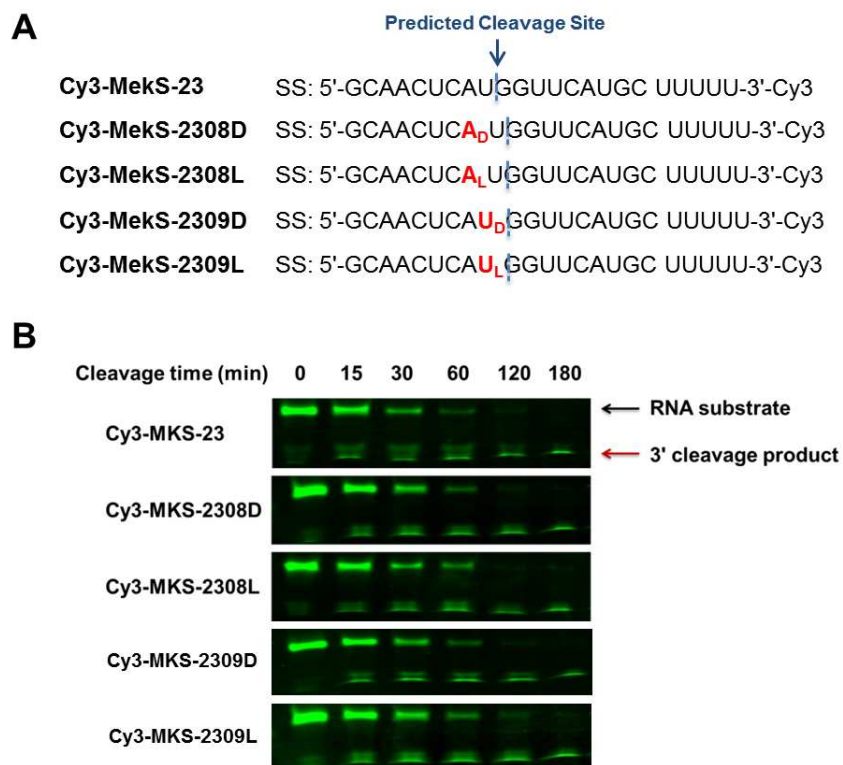 A
Predicted Cleavage Site
Cy3-MekS-23 SS: 5'-GCAACUCAUGGUUCAUGC UUUUU-3'-Cy3
Cy3-MekS-2308D SS: 5'-GCAACUCADUGGUUCAUGC UUUUU-3'-Cy3
Cy3-MekS-2308L SS: 5'-GCAACUCALUGGUUCAUGC UUUUU-3'-Cy3
Cy3-MekS-2309D SS: 5'-GCAACUCAUDGGUUCAUGC UUUUU-3'-Cy3
Cy3-MekS-2309L SS: 5'-GCAACUCAULGGUUCAUGC UUUUU-3'-Cy3
B
Cleavage time (min) 0 15 30 60 120 180
Cy3-MKS-23
RNA substrate
3' cleavage product
Cy3-MKS-2308D
Cy3-MKS-2308L
Cy3-MKS-2309D
Cy3-MKS-2309L